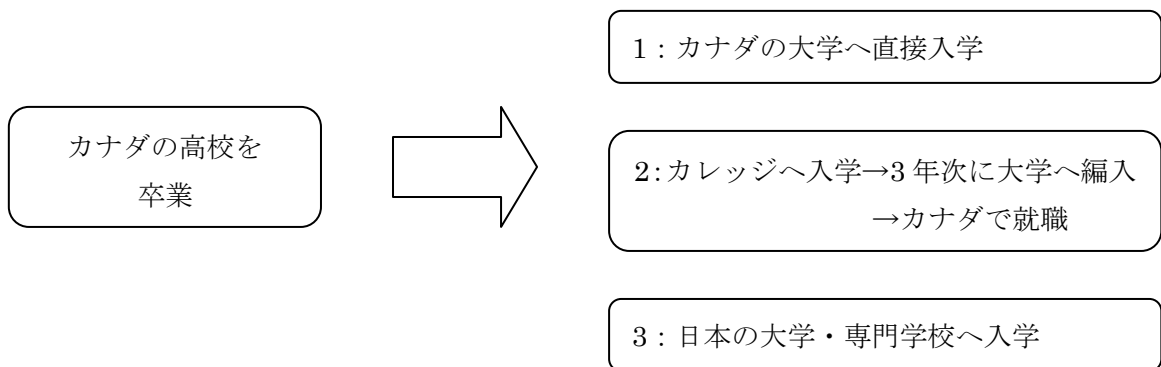 カナダの高校を
卒業
1：カナダの大学へ直接入学
2：カレッジへ入学→3 年次に大学へ編入
→カナダで就職
3：日本の大学・専門学校へ入学